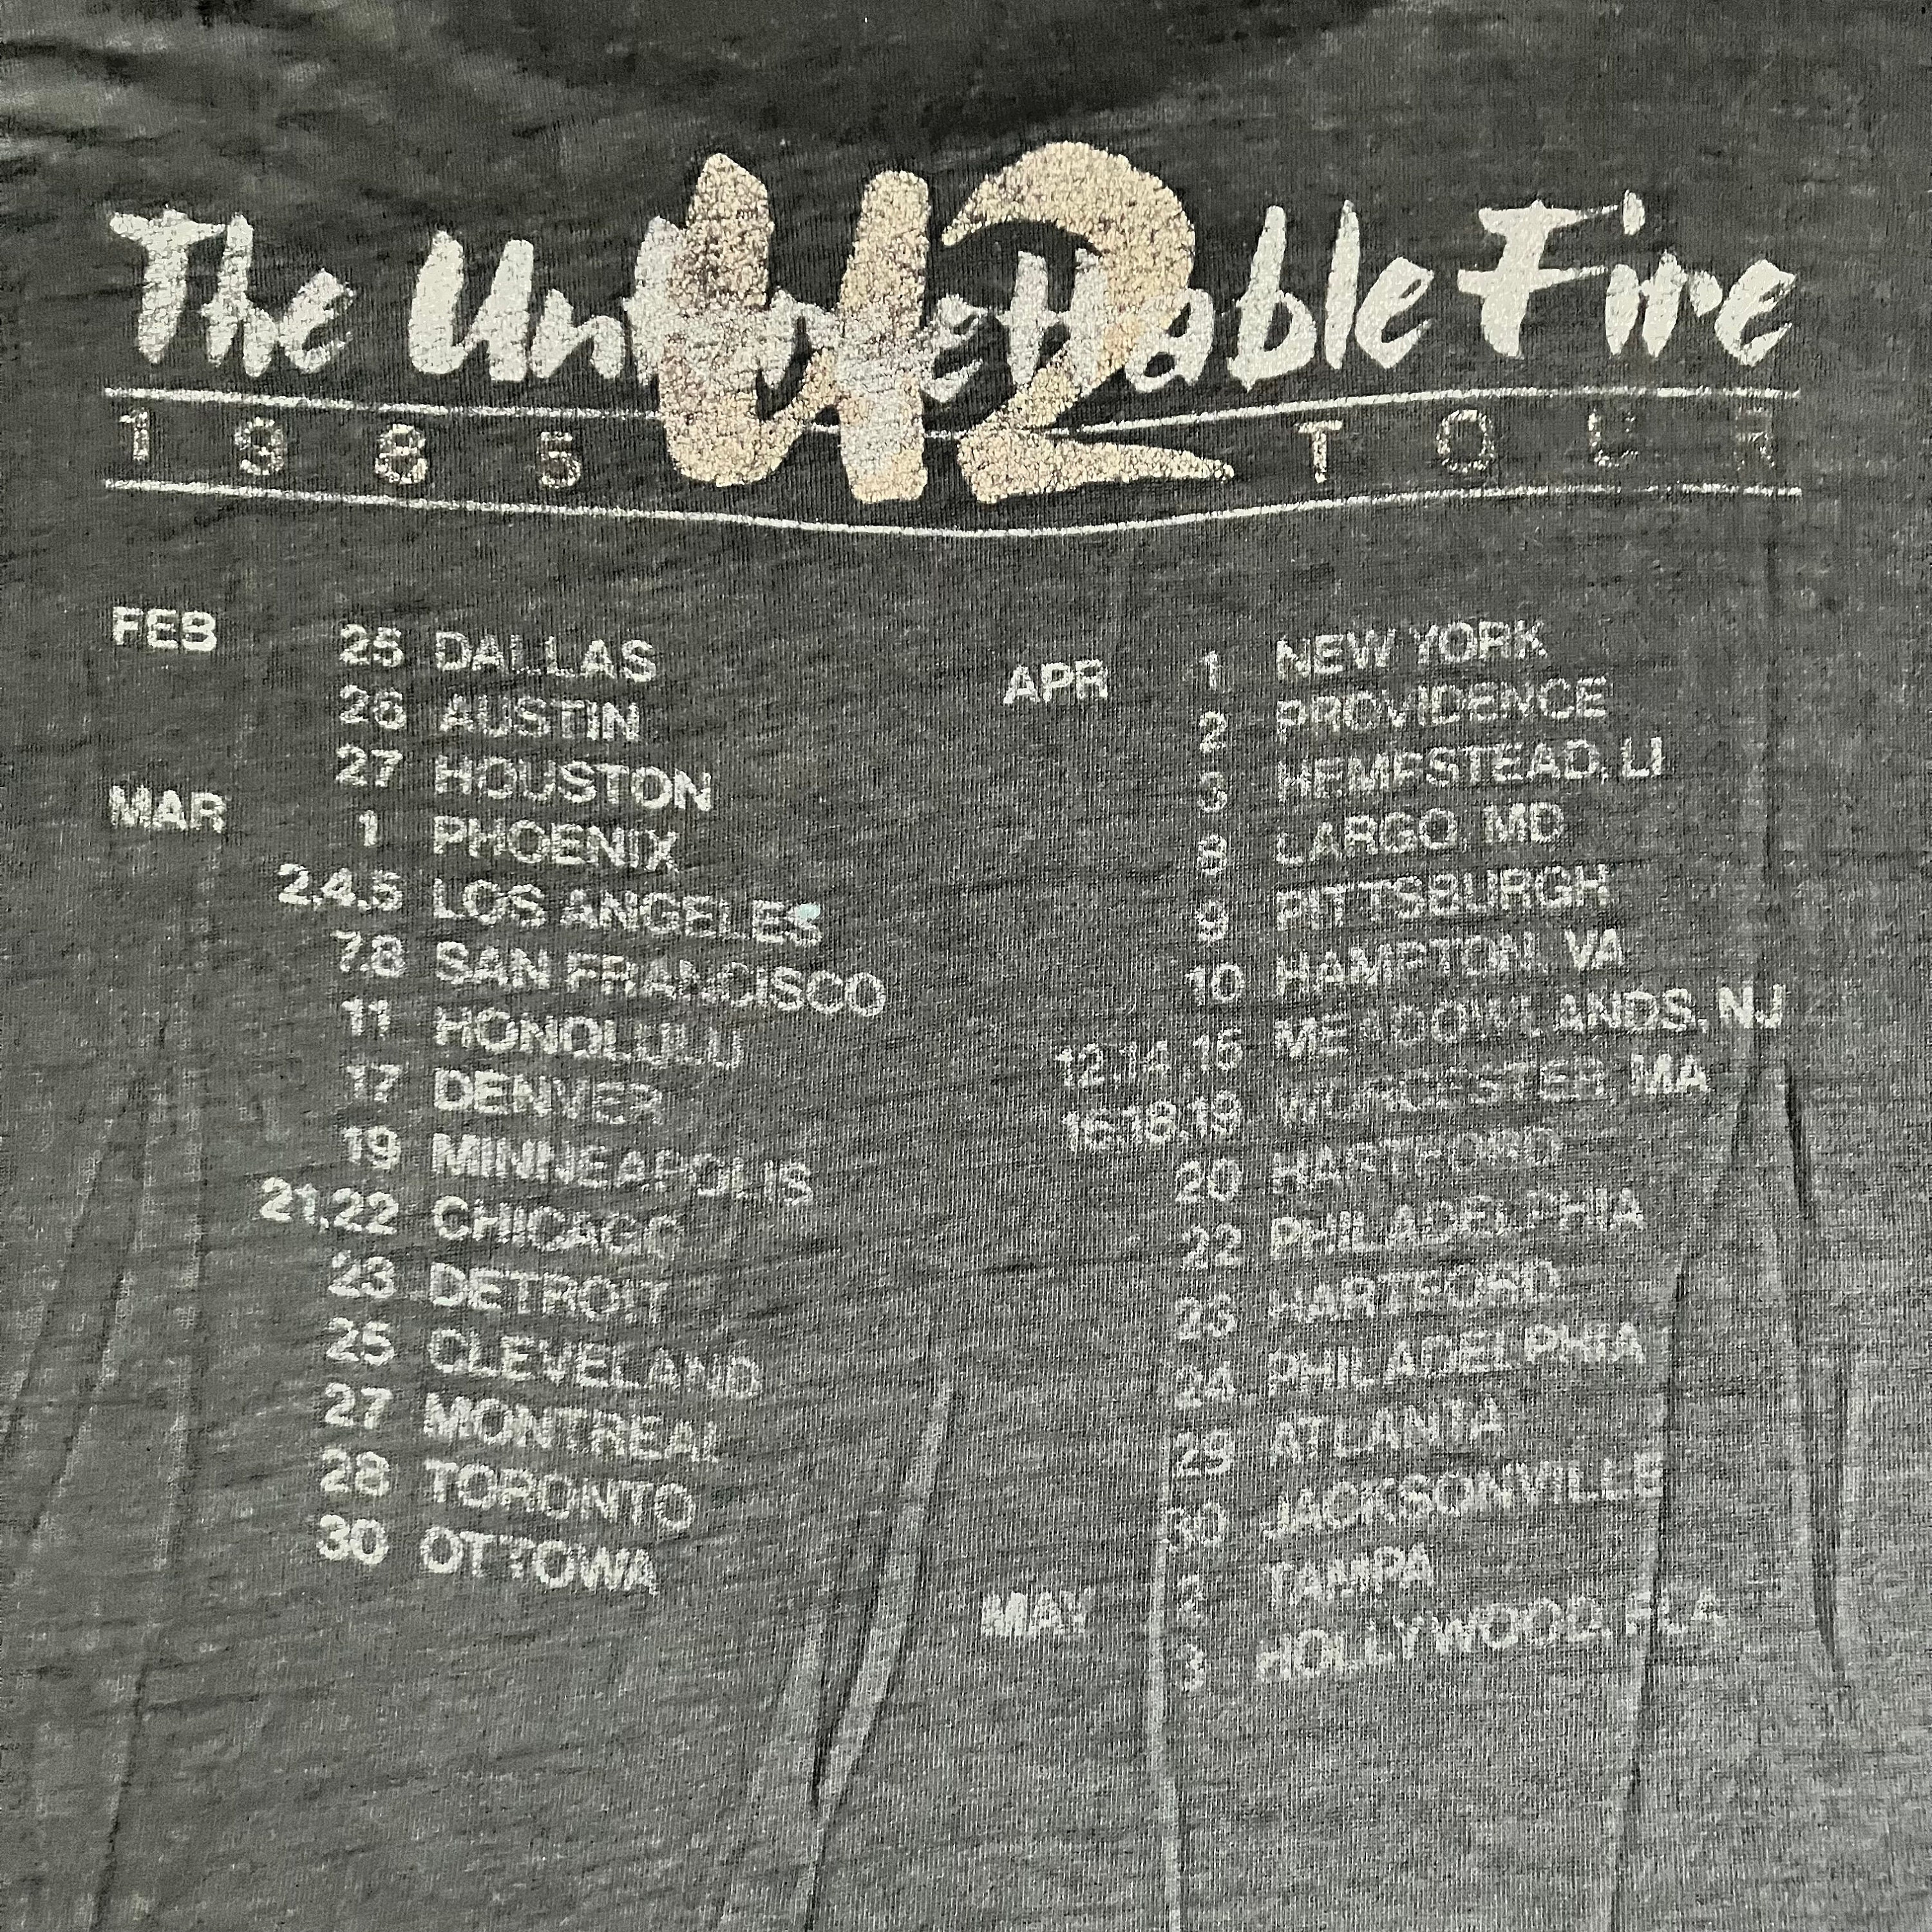 The Unforgettable Fire
U2
1985 TOUR
FEB 25 DALLAS
26 AUSTIN
27 HOUSTON
MAR 1 PHOENIX
2,4,5 LOS ANGELES
7,8 SAN FRANCISCO
11 HONOLULU
17 DENVER
19 MINNEAPOLIS
21,22 CHICAGO
23 DETROIT
25 CLEVELAND
27 MONTREAL
28 TORONTO
30 OTTOWA
APR 1 NEW YORK
2 PROVIDENCE
3 HEMPSTEAD, LI
8 LARGO, MD
9 PITTSBURGH
10 HAMPTON, VA
12,14,15 MEADOWLANDS, NJ
16,18,19 WORCESTER, MA
20 HARTFORD
22 PHILADELPHIA
23 HARTFORD
24 PHILADELPHIA
29 ATLANTA
30 JACKSONVILLE
MAY 2 TAMPA
3 HOLLYWOOD, FLA